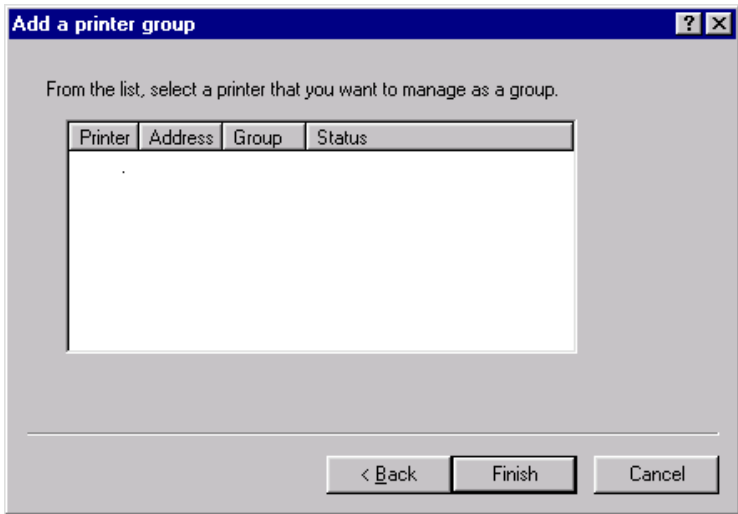 Add a printer group
From the list, select a printer that you want to manage as a group.
Printer Address Group Status
< Back Finish Cancel